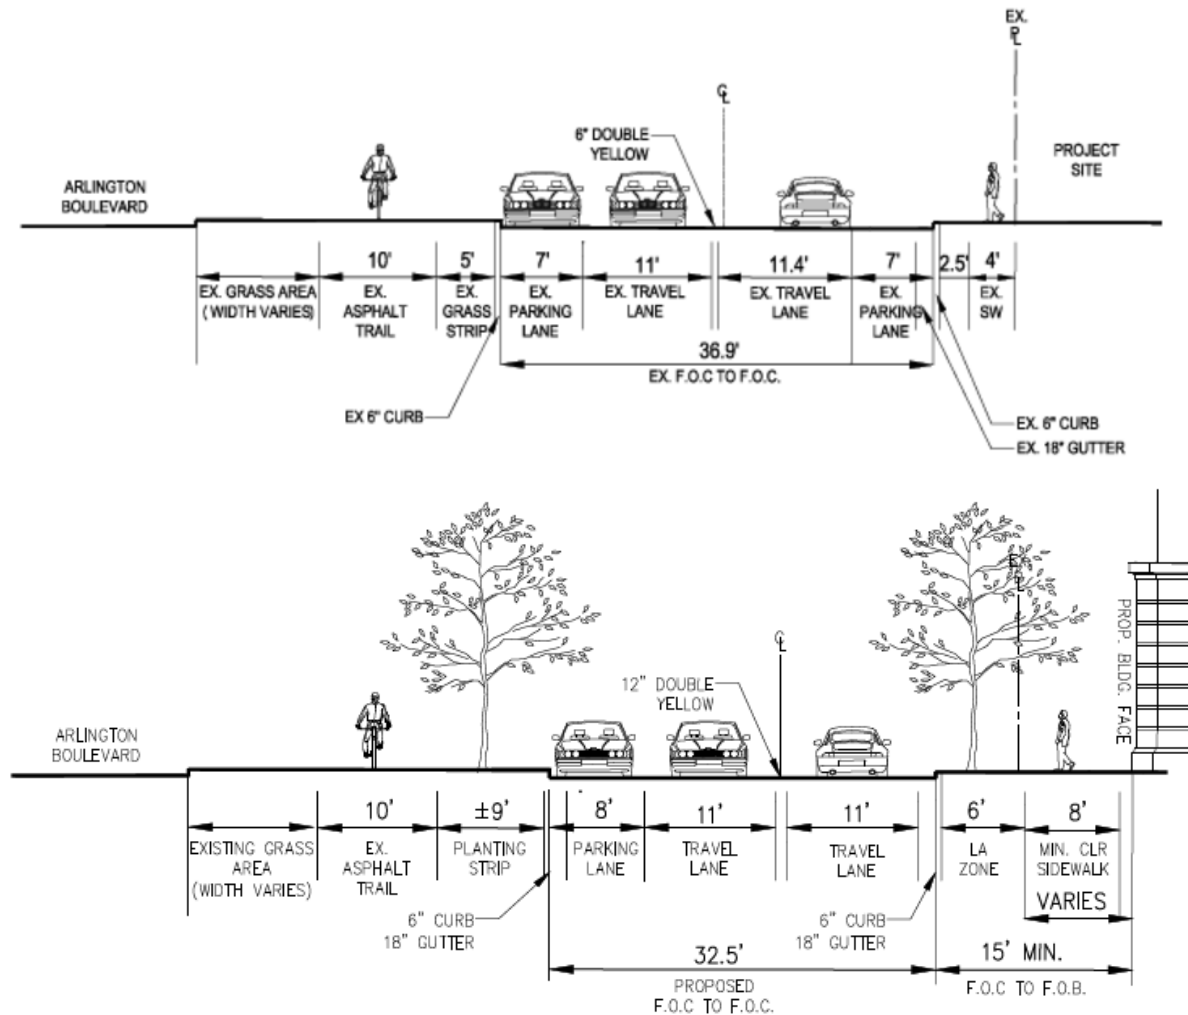 EX.
PL
CL
6" DOUBLE
YELLOW
PROJECT
SITE
ARLINGTON
BOULEVARD
10'
5'
7'
11'
11.4'
7'
2.5'
4'
EX. GRASS AREA
( WIDTH VARIES)
EX.
ASPHALT
TRAIL
EX.
GRASS
STRIP
EX.
PARKING
LANE
EX. TRAVEL
LANE
EX. TRAVEL
LANE
EX.
PARKING
LANE
EX.
SW
36.9'
EX. F.O.C TO F.O.C.
EX 6" CURB
EX. 6" CURB
EX. 18" GUTTER
PROP. BLDG. FACE
CL
12" DOUBLE
YELLOW
ARLINGTON
BOULEVARD
10'
±9'
8'
11'
11'
6'
8'
EXISTING GRASS
AREA
(WIDTH VARIES)
EX.
ASPHALT
TRAIL
PLANTING
STRIP
PARKING
LANE
TRAVEL
LANE
TRAVEL
LANE
LA
ZONE
MIN. CLR
SIDEWALK
VARIES
6" CURB
18" GUTTER
6" CURB
18" GUTTER
32.5'
PROPOSED
F.O.C TO F.O.C.
15' MIN.
F.O.C TO F.O.B.